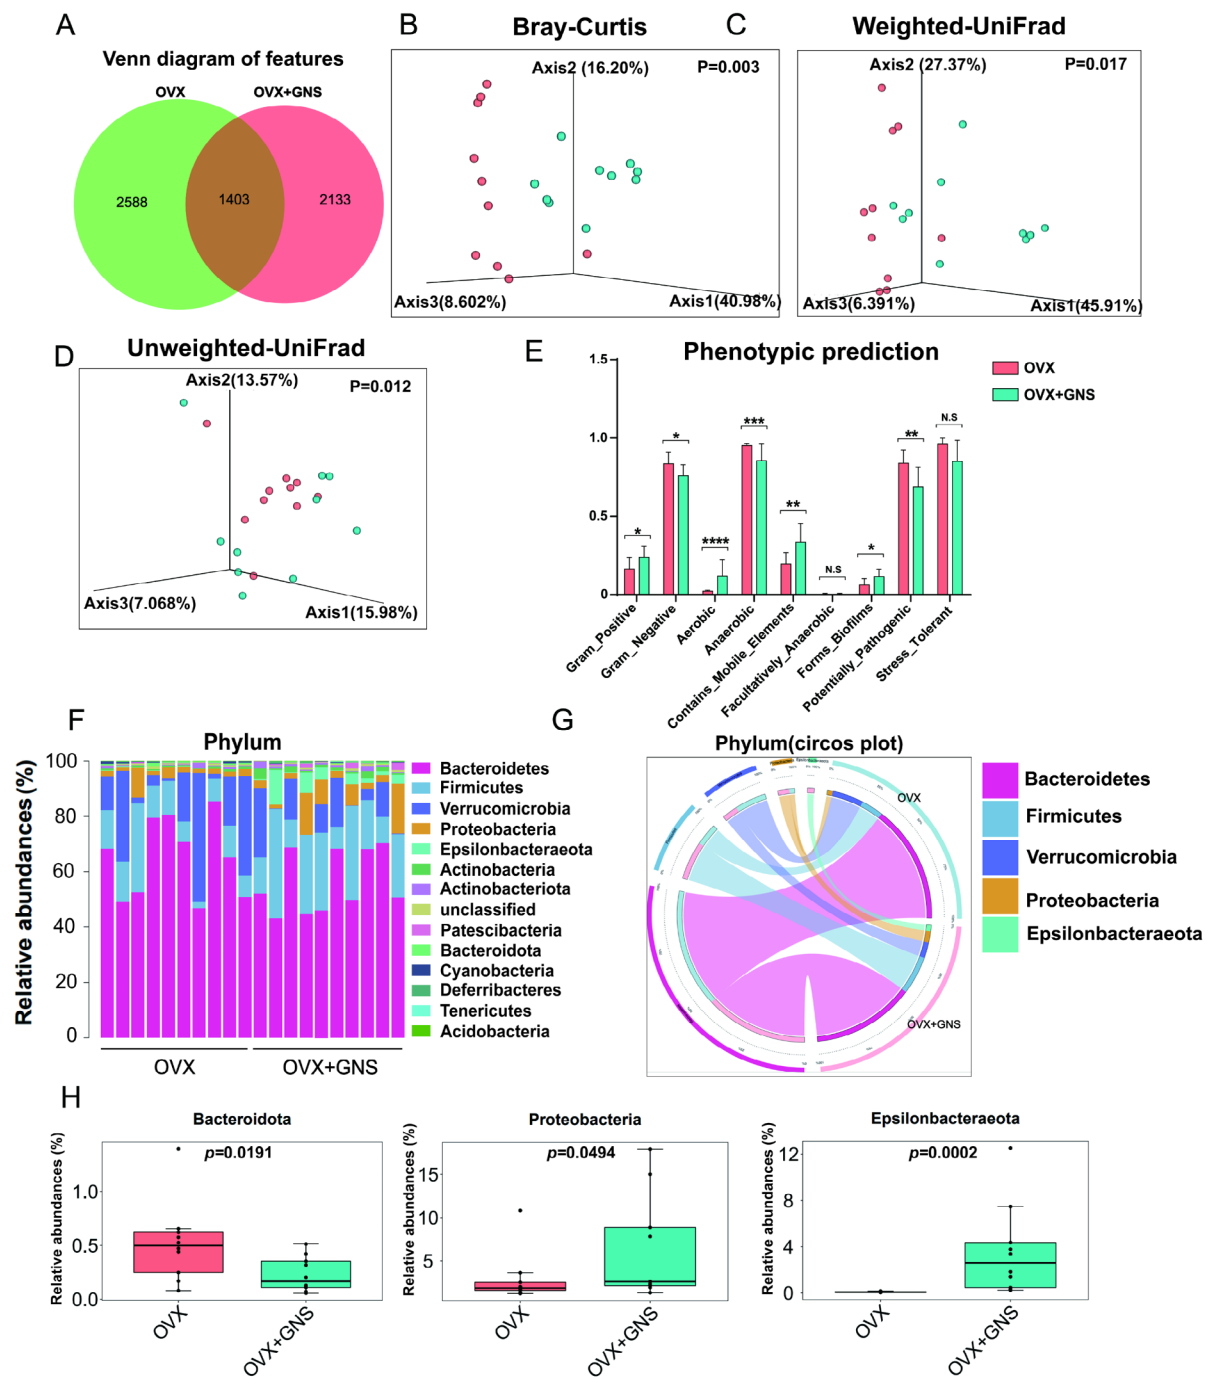 A
Venn diagram of features
OVX
OVX+GNS
2588
1403
2133
B
Bray-Curtis
Axis2 (16.20%)
P=0.003
Axis3(8.602%)
Axis1(40.98%)
C
Weighted-UniFrad
Axis2 (27.37%)
P=0.017
Axis3(6.391%)
Axis1(45.91%)
D
Unweighted-UniFrad
Axis2(13.57%)
P=0.012
Axis3(7.068%)
Axis1(15.98%)
E
Phenotypic prediction
OVX
OVX+GNS
1.5
1.0
0.5
0
*
*
****
***
**
N.S
*
**
N.S
Gram_Positive
Gram_Negative
Aerobic
Anaerobic
Contains_Mobile_Elements
Facultatively_Anaerobic
Forms_Biofilms
Potentially_Pathogenic
Stress_Tolerant
F
Phylum
Relative abundances (%)
100
80
60
40
20
0
OVX
OVX+GNS
Bacteroidetes
Firmicutes
Verrucomicrobia
Proteobacteria
Epsilonbacteraeota
Actinobacteria
Actinobacteriota
unclassified
Patescibacteria
Bacteroidota
Cyanobacteria
Deferribacteres
Tenericutes
Acidobacteria
G
Phylum(circos plot)
OVX
OVX+GNS
Bacteroidetes
Firmicutes
Verrucomicrobia
Proteobacteria
Epsilonbacteraeota
H
Bacteroidota
Relative abundances (%)
p=0.0191
1.0
0.5
0.0
OVX
OVX+GNS
Proteobacteria
Relative abundances (%)
p=0.0494
15
10
5
OVX
OVX+GNS
Epsilonbacteraeota
Relative abundances (%)
p=0.0002
12
8
4
0
OVX
OVX+GNS